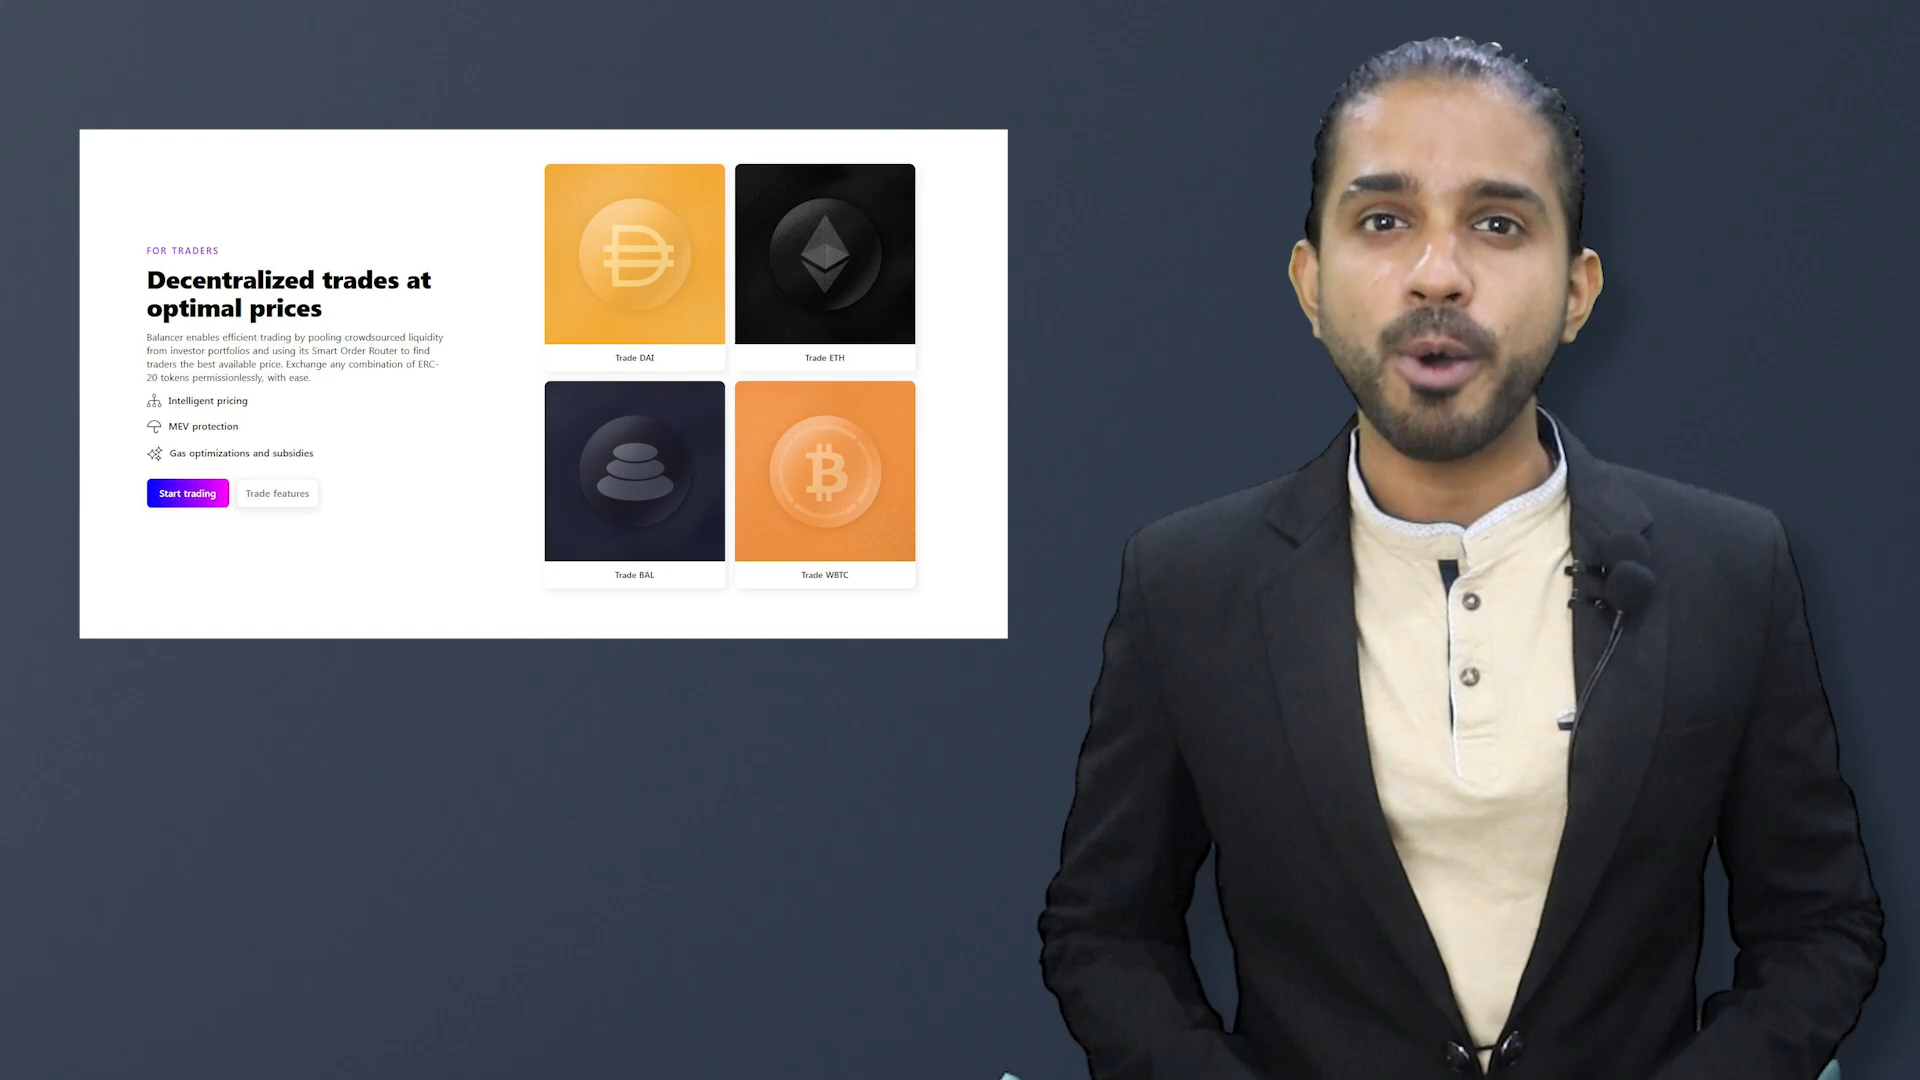 FOR TRADERS
Decentralized trades at
optimal prices
Balancer enables efficient trading by pooling crowdsourced liquidity
from investor portfolios and using its Smart Order Router to find
traders the best available price. Exchange any combination of ERC-
20 tokens permissionlessly, with ease.
Intelligent pricing
MEV protection
Gas optimizations and subsidies
Start trading
Trade features
Trade DAI
Trade ETH
Trade BAL
Trade WBTC